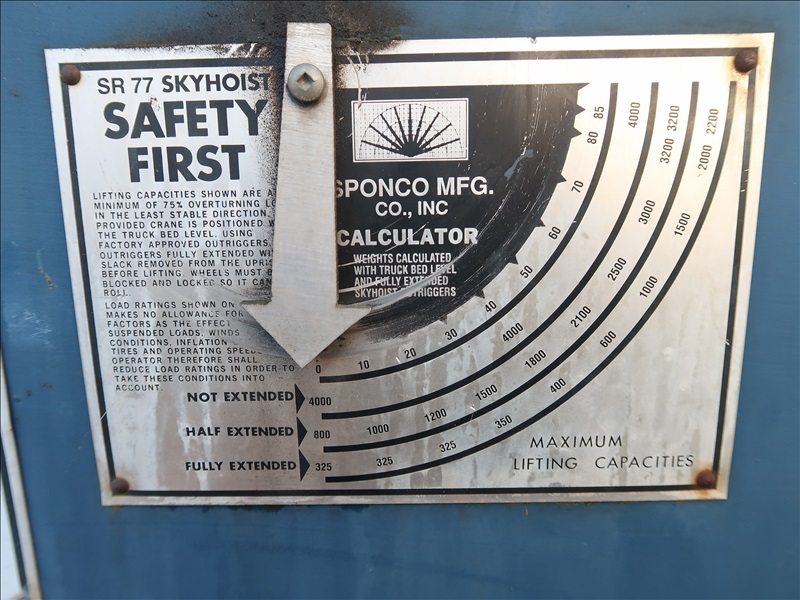 SR 77 SKYHOIST
SAFETY
FIRST
LIFTING CAPACITIES SHOWN ARE A
MINIMUM OF 75% OVERTURNING
IN THE LEAST STABLE DIRECTION,
PROVIDED CRANE IS POSITIONED
THE TRUCK BED LEVEL. USING
FACTORY APPROVED OUTRIGGERS,
OUTRIGGERS FULLY EXTENDED
SLACK REMOVED FROM THE
BEFORE LIFTING. WHEELS MUST
BLOCKED AND LOCKED SO IT CAN
ROLL.
LOAD RATINGS SHOWN ON
MAKES NO ALLOWANCE FOR
FACTORS AS THE EFFECT
SUSPENDED LOADS, WINDS
CONDITIONS, INFLATION
TIRES AND OPERATING
OPERATOR THEREFORE SHALL
REDUCE LOAD RATINGS IN ORDER TO
TAKE THESE CONDITIONS INTO
ACCOUNT.
SPONCO MFG.
CO., INC
CALCULATOR
WEIGHTS CALCULATED
WITH TRUCK BED LEVEL
AND FULLY EXTENDED
SKYHOIST OUTRIGGERS
0 10 20 30 40 50 60 70 80 85
NOT EXTENDED 4000 4000 4000
HALF EXTENDED 800 1000 1200 1500 1800 2100 2500 3000 3200 3200
FULLY EXTENDED 325 325 325 350 400 600 1000 1500 2000 2200
MAXIMUM
LIFTING CAPACITIES